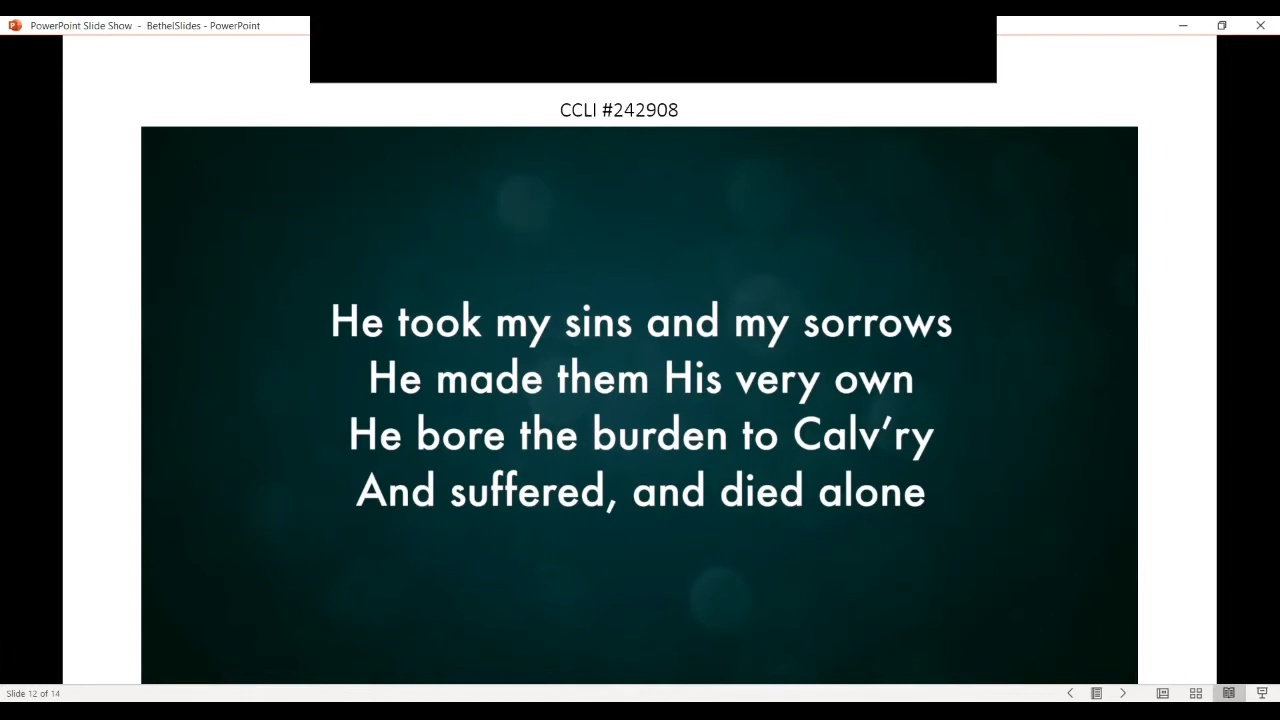 PowerPoint Slide Show - BethelSlides - PowerPoint
CCLI #242908
He took my sins and my sorrows
He made them His very own
He bore the burden to Calv’ry
And suffered, and died alone
Slide 12 of 14